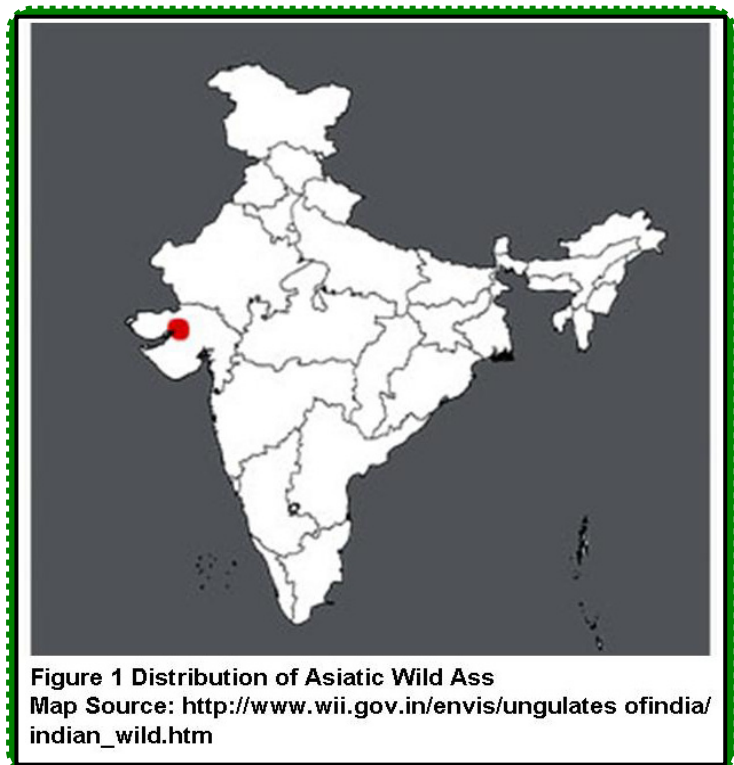 Figure 1 Distribution of Asiatic Wild Ass
Map Source: http://www.wii.gov.in/envis/ungulates ofindia/
indian_wild.htm